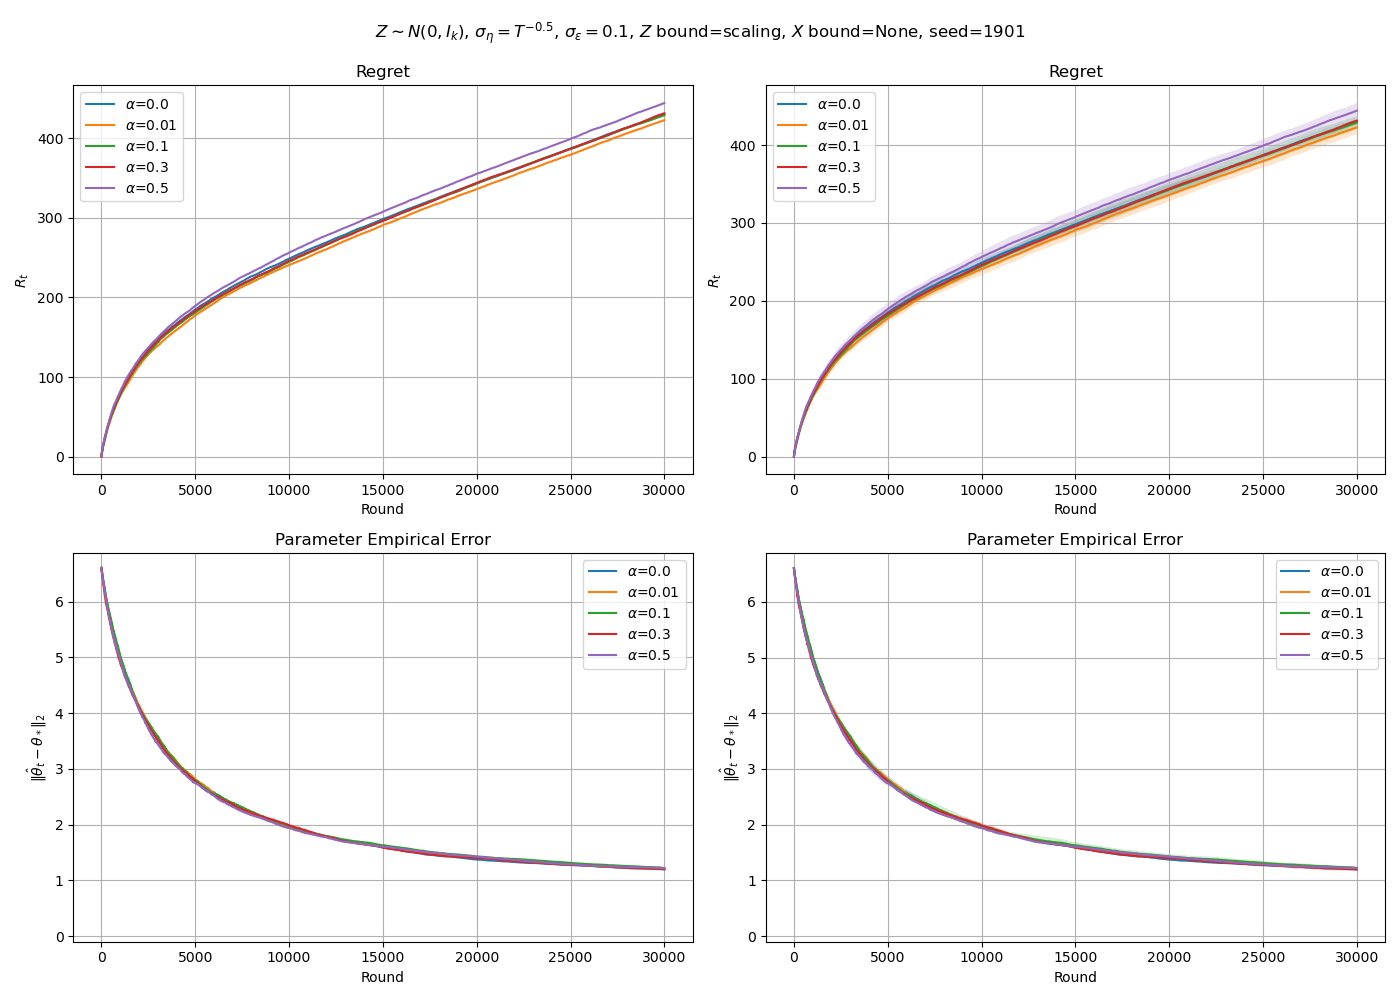 Z ∼ N(0, I_k), σ_η = T^{−0.5}, σ_ε = 0.1, Z bound=scaling, X bound=None, seed=1901
Regret
R_t
400
300
200
100
0
α=0.0
α=0.01
α=0.1
α=0.3
α=0.5
0 5000 10000 15000 20000 25000 30000
Round
Regret
R_t
400
300
200
100
0
α=0.0
α=0.01
α=0.1
α=0.3
α=0.5
0 5000 10000 15000 20000 25000 30000
Round
Parameter Empirical Error
‖θ̂_t − θ_*‖_2
6
5
4
3
2
1
0
α=0.0
α=0.01
α=0.1
α=0.3
α=0.5
0 5000 10000 15000 20000 25000 30000
Round
Parameter Empirical Error
‖θ̂_t − θ_*‖_2
6
5
4
3
2
1
0
α=0.0
α=0.01
α=0.1
α=0.3
α=0.5
0 5000 10000 15000 20000 25000 30000
Round